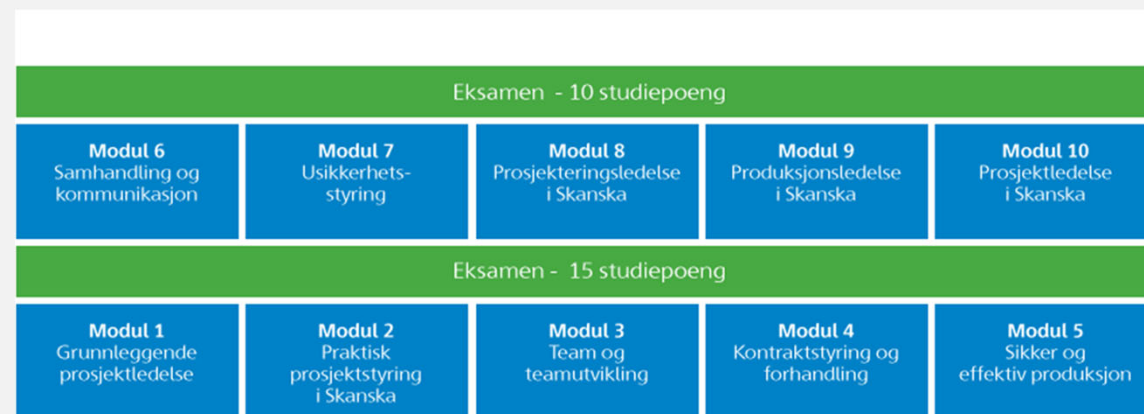 Eksamen - 10 studiepoeng
Modul 6
Samhandling og
kommunikasjon
Modul 7
Usikkerhets-
styring
Modul 8
Prosjekteringsledelse
i Skanska
Modul 9
Produksjonsledelse
i Skanska
Modul 10
Prosjektledelse
i Skanska
Eksamen - 15 studiepoeng
Modul 1
Grunnleggende
prosjektledelse
Modul 2
Praktisk
prosjektstyring
i Skanska
Modul 3
Team og
teamutvikling
Modul 4
Kontraktstyring og
forhandling
Modul 5
Sikker og
effektiv produksjon